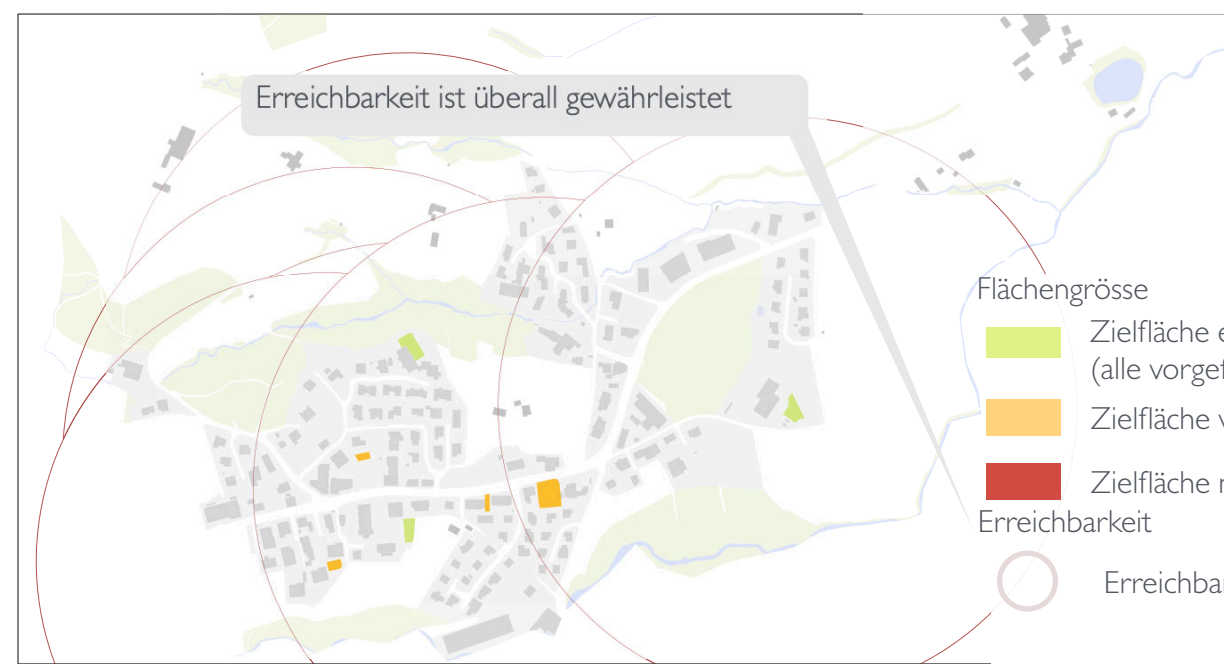 Erreichbarkeit ist überall gewährleistet
Flächengrösse
Zielfläche
(alle
Zielfläche
Zielfläche
Erreichbarkeit